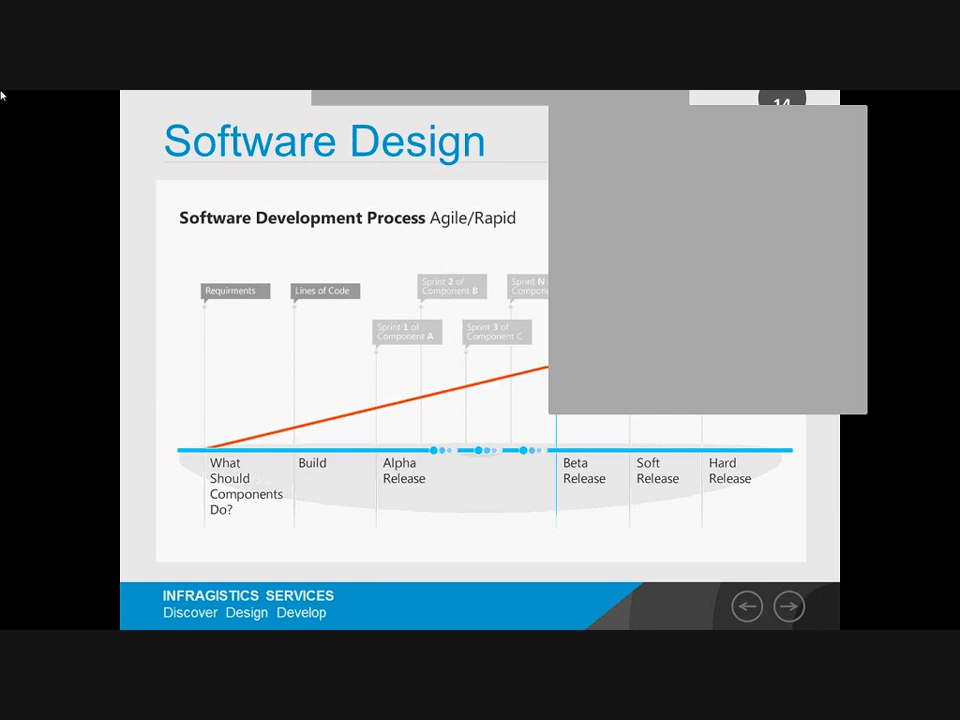 14
Software Design
Software Development Process Agile/Rapid
Sprint 2 of
Component B
Sprint N
Requirments
Lines of Code
Sprint 1 of
Component A
Sprint 3 of
Component C
What
Should
Components
Do?
Build
Alpha
Release
Beta
Release
Soft
Release
Hard
Release
INFRAGISTICS SERVICES
Discover Design Develop